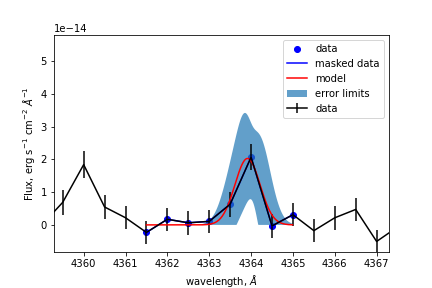 1e−14
5
4
3
2
1
0
Flux, erg s⁻¹ cm⁻² Å⁻¹
data
masked data
model
error limits
data
4360 4361 4362 4363 4364 4365 4366 4367
wavelength, Å